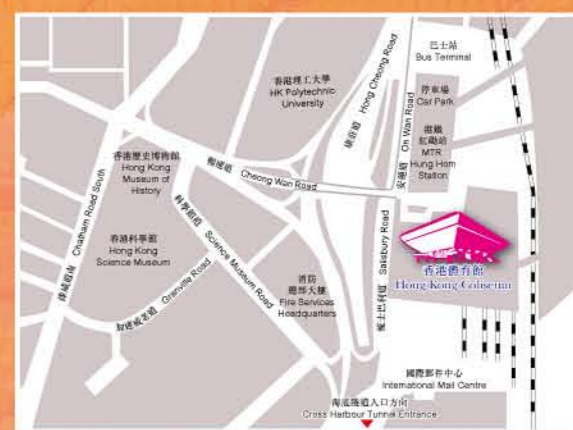 巴士站
Bus Terminal
停車場
Car Park
港鐵
紅磡站
MTR
Hung Hom
Station
香港理工大學
HK Polytechnic
University
康莊道 Hong Cheong Road
安運道 On Wan Road
香港歷史博物館
Hong Kong
Museum of
History
暢運道 Cheong Wan Road
漆咸道南 Chatham Road South
科學館道 Science Museum Road
香港科學館
Hong Kong
Science Museum
加連威老道 Granville Road
消防
總部大樓
Fire Services
Headquarters
梳士巴利道 Salisbury Road
香港體育館
Hong Kong Coliseum
國際郵件中心
International Mail Centre
海底隧道入口方向
Cross Harbour Tunnel Entrance